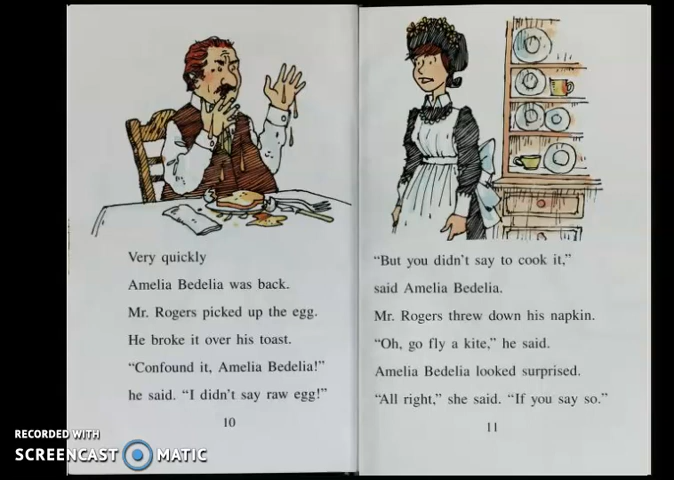 Very quickly
Amelia Bedelia was back.
Mr. Rogers picked up the egg.
He broke it over his toast.
“Confound it, Amelia Bedelia!”
he said. “I didn’t say raw egg!”
10
“But you didn’t say to cook it,”
said Amelia Bedelia.
Mr. Rogers threw down his napkin.
“Oh, go fly a kite,” he said.
Amelia Bedelia looked surprised.
“All right,” she said. “If you say so.”
11
RECORDED WITH
SCREENCAST MATIC